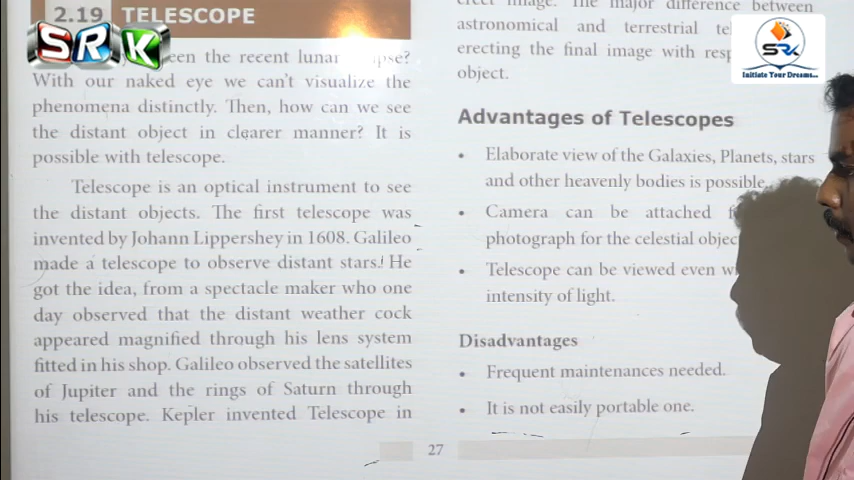 2.19 TELESCOPE
SRK
een the recent lunar
With our naked eye we can't visualize the
phenomena distinctly. Then, how can we see
the distant object in clearer manner? It is
possible with telescope.
Telescope is an optical instrument to see
the distant objects. The first telescope was
invented by Johann Lippershey in 1608. Galileo
made a telescope to observe distant stars. He
got the idea, from a spectacle maker who one
day observed that the distant weather cock
appeared magnified through his lens system
fitted in his shop. Galileo observed the satellites
of Jupiter and the rings of Saturn through
his telescope. Kepler invented Telescope in
erect image. The major difference between
astronomical and terrestrial
erecting the final image with
object.
SRK
Initiate Your Dreams...
Advantages of Telescopes
• Elaborate view of the Galaxies, Planets, stars
and other heavenly bodies is possible.
• Camera can be attached
photograph for the celestial
• Telescope can be viewed even
intensity of light.
Disadvantages
• Frequent maintenances needed.
• It is not easily portable one.
27